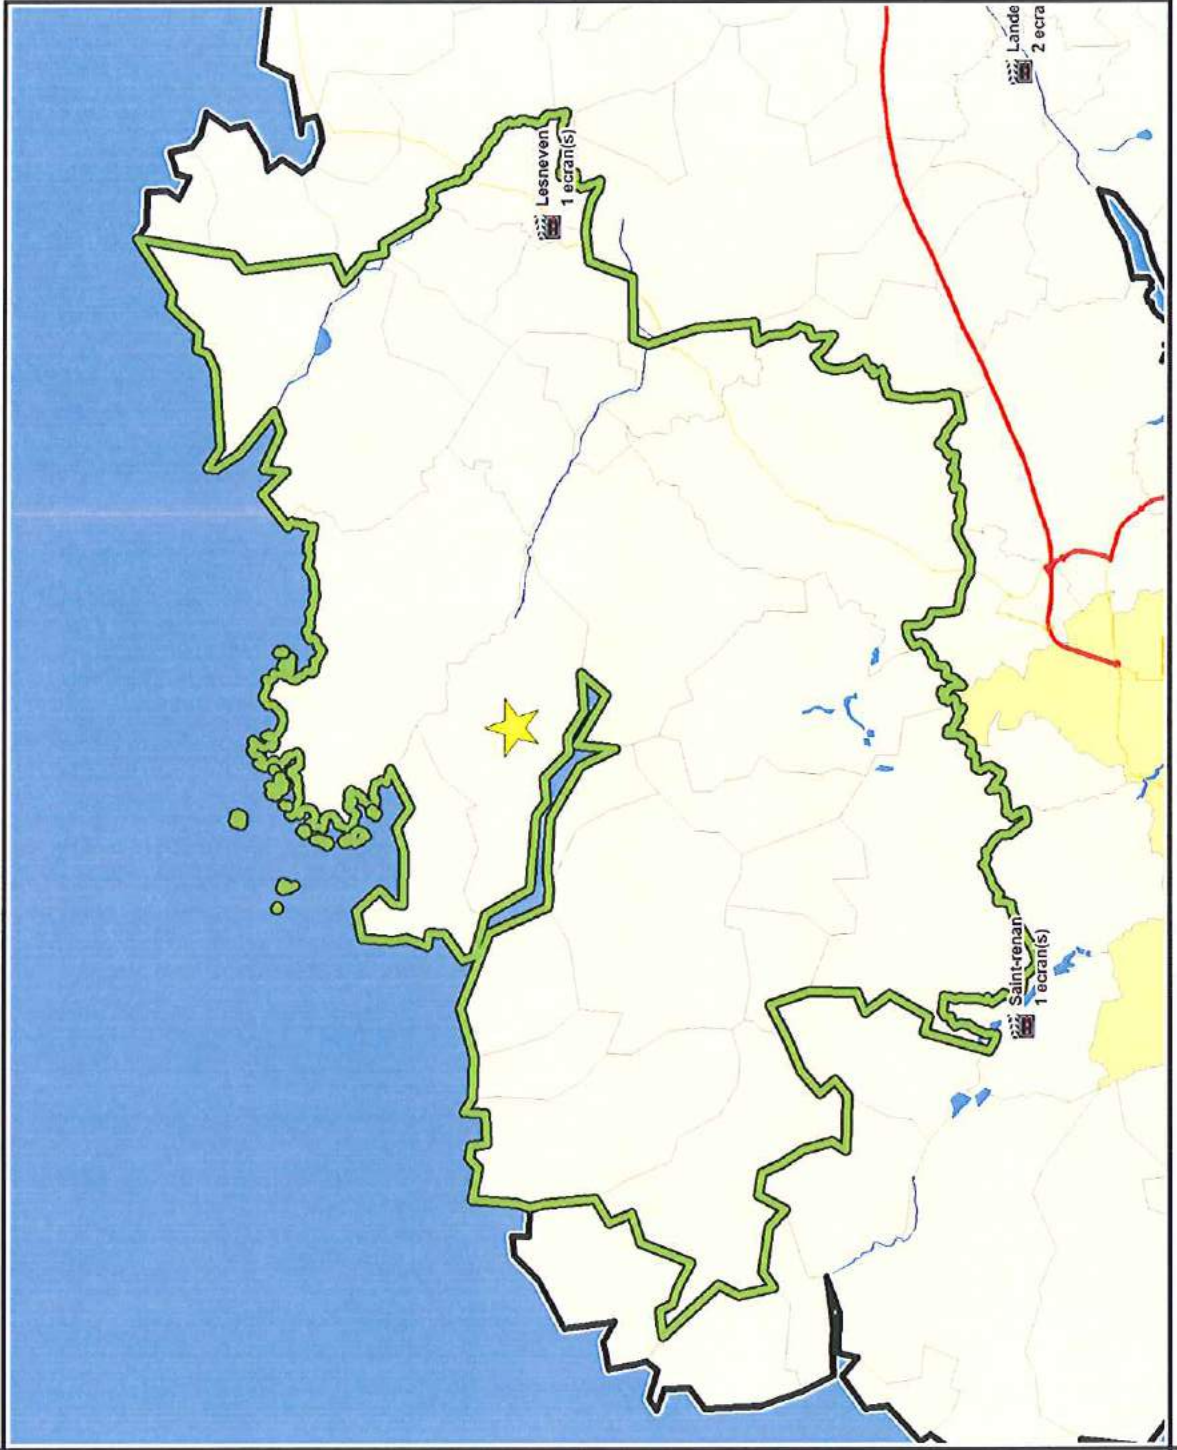 Lesneven
1 ecran(s)
Lande
2 ecra
Saint-renan
1 ecran(s)